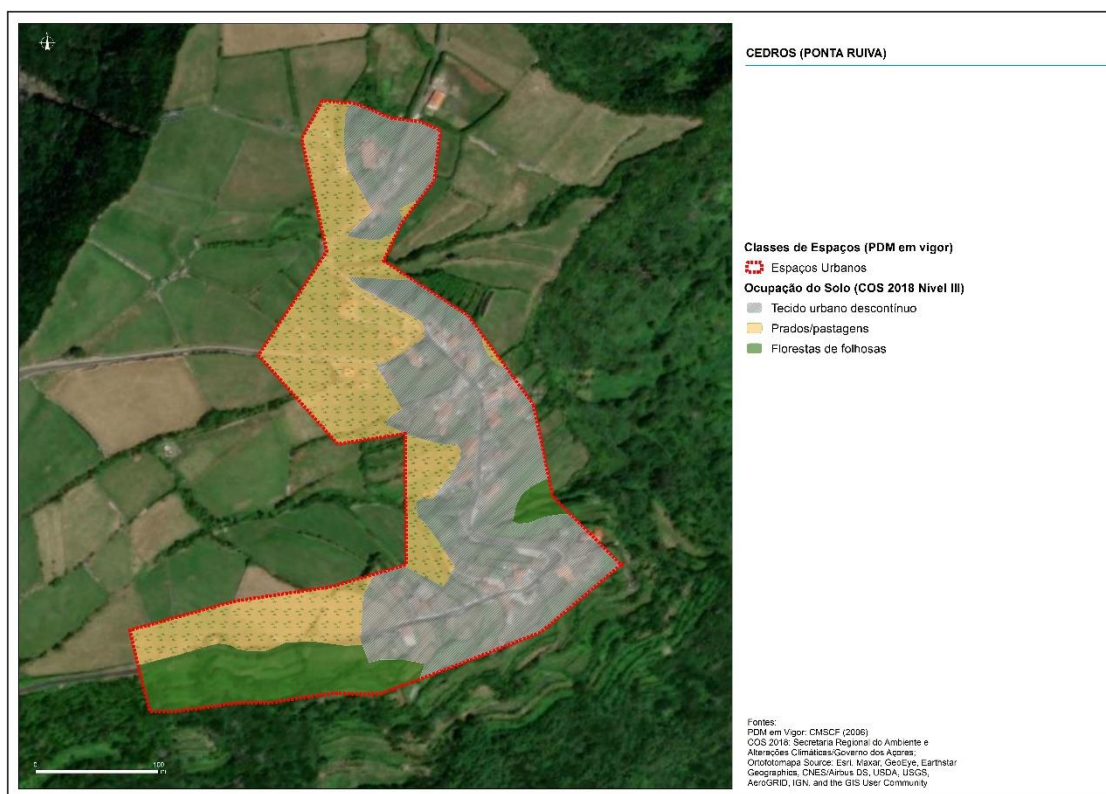 CEDROS (PONTA RUIVA)
Classes de Espaços (PDM em vigor)
Espaços Urbanos
Ocupação do Solo (COS 2018 Nível III)
Tecido urbano descontínuo
Prados/pastagens
Florestas de folhosas
Fontes:
PDM em Vigor: CMSCF (2006)
COS 2018: Secretaria Regional do Ambiente e
Alterações Climáticas/Governo dos Açores;
Ortofotomapa Source: Esri, Maxar, GeoEye, Earthstar
Geographics, CNES/Airbus DS, USDA, USGS,
AeroGRID, IGN, and the GIS User Community
0 100
m